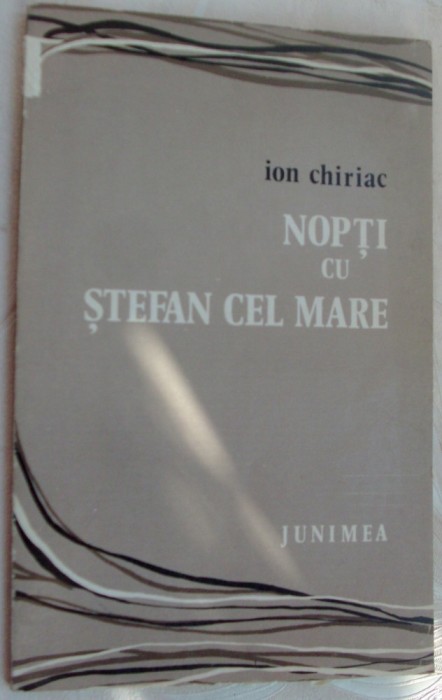 ion chiriac
NOPȚI
CU
ȘTEFAN CEL MARE
JUNIMEA